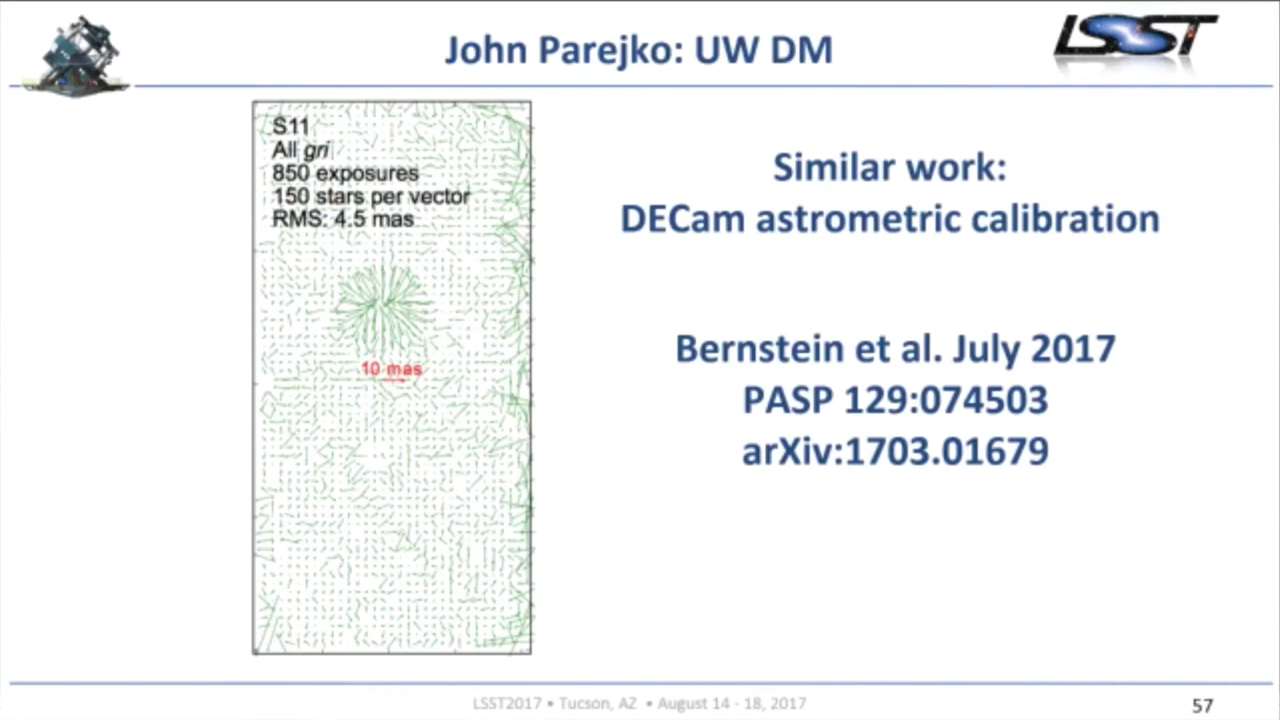 John Parejko: UW DM
LSST
S11
All gri
850 exposures
150 stars per vector
RMS: 4.5 mas
10 mas
Similar work:
DECam astrometric calibration
Bernstein et al. July 2017
PASP 129:074503
arXiv:1703.01679
LSST2017 • Tucson, AZ • August 14 - 18, 2017
57